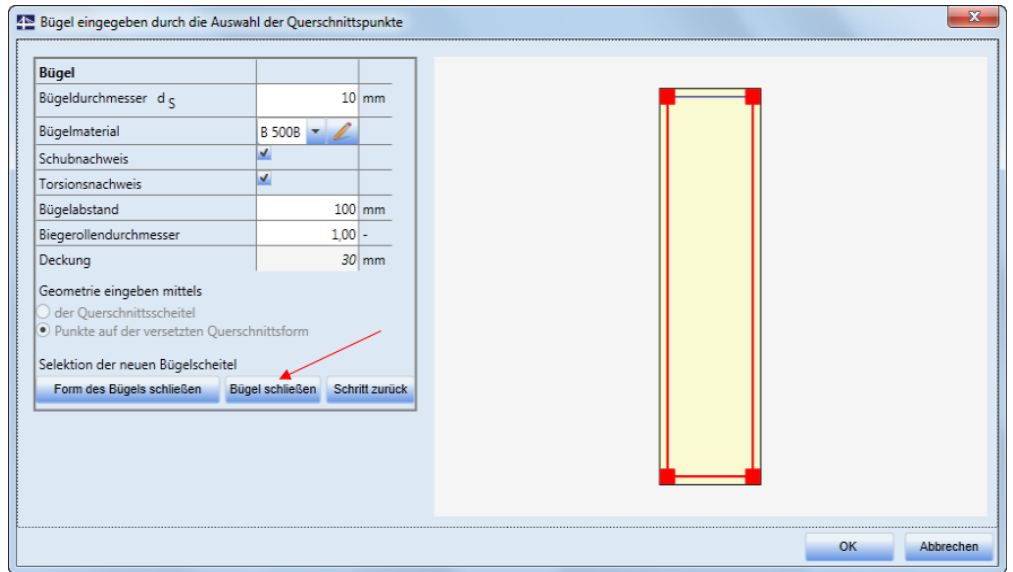 Bügel eingegeben durch die Auswahl der Querschnittspunkte
Bügel
Bügeldurchmesser d S 10 mm
Bügelmaterial B 500B
Schubnachweis
Torsionsnachweis
Bügelabstand 100 mm
Biegerollendurchmesser 1,00 -
Deckung 30 mm
Geometrie eingeben mittels
der Querschnittsscheitel
Punkte auf der versetzten Querschnittsform
Selektion der neuen Bügelscheitel
Form des Bügels schließen Bügel schließen Schritt zurück
OK Abbrechen